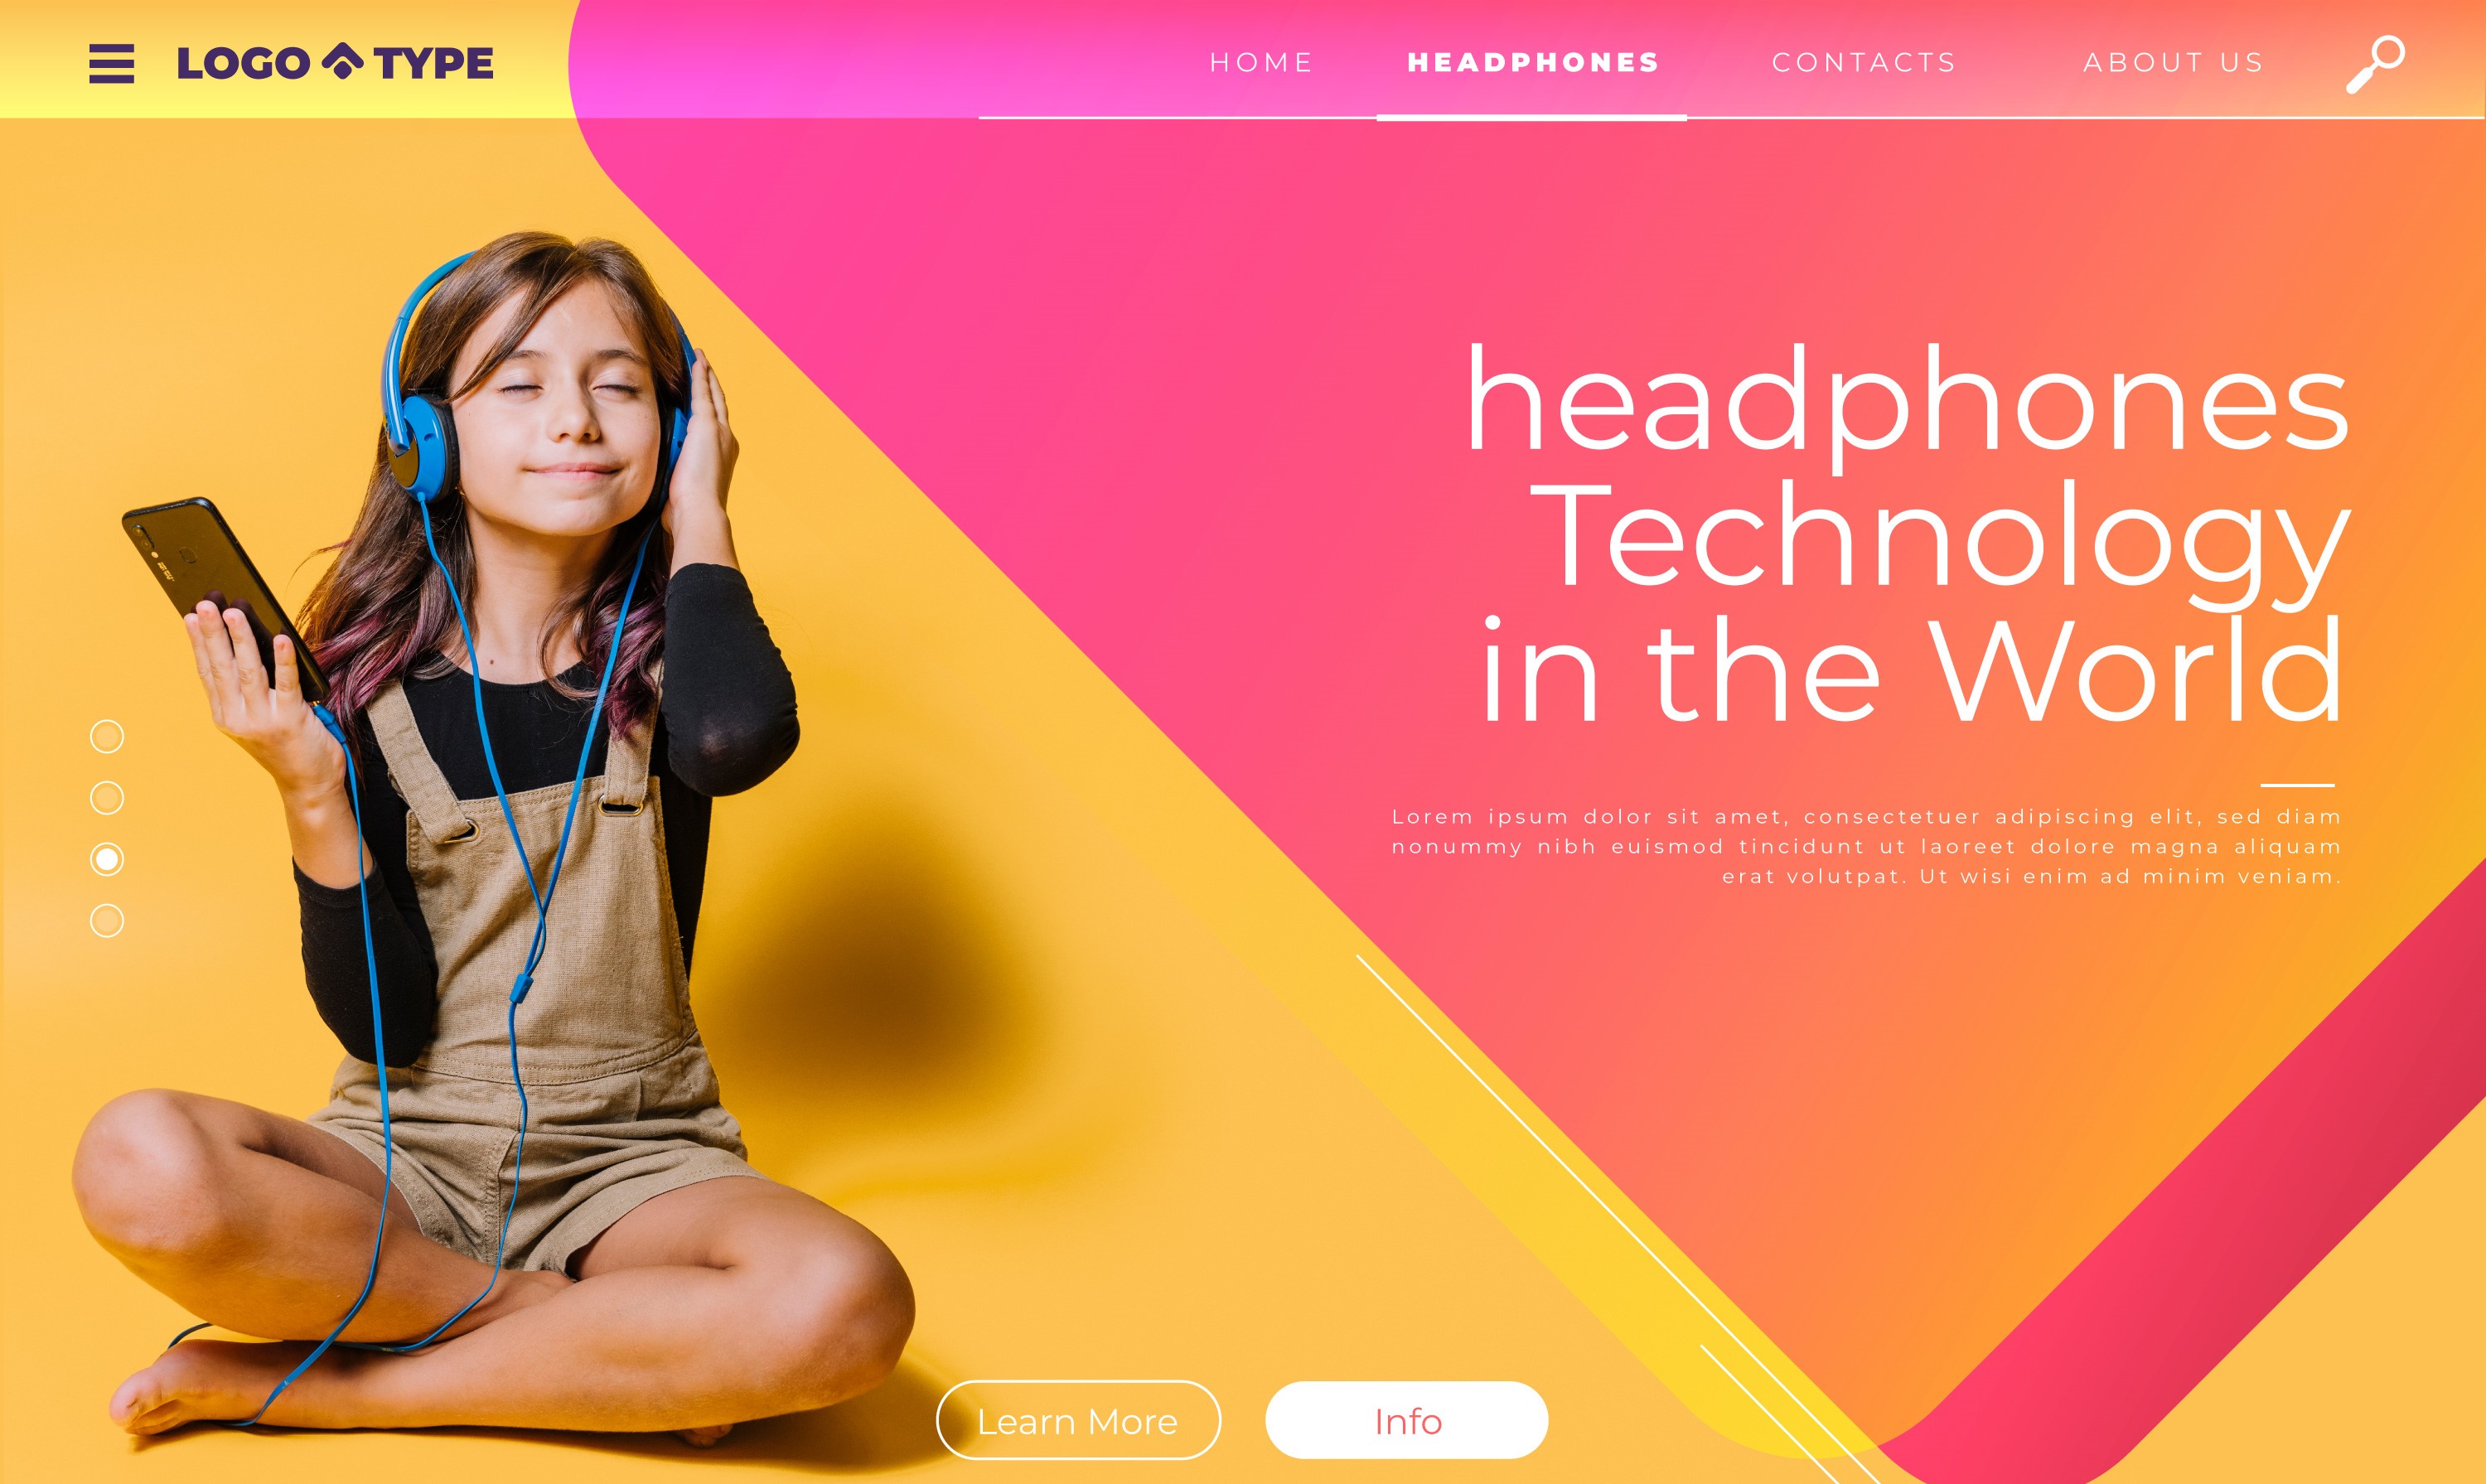 LOGO TYPE
HOME HEADPHONES CONTACTS ABOUT US
headphones
Technology
in the World
Lorem ipsum dolor sit amet, consectetuer adipiscing elit, sed diam
nonummy nibh euismod tincidunt ut laoreet dolore magna aliquam
erat volutpat. Ut wisi enim ad minim veniam.
Learn More Info